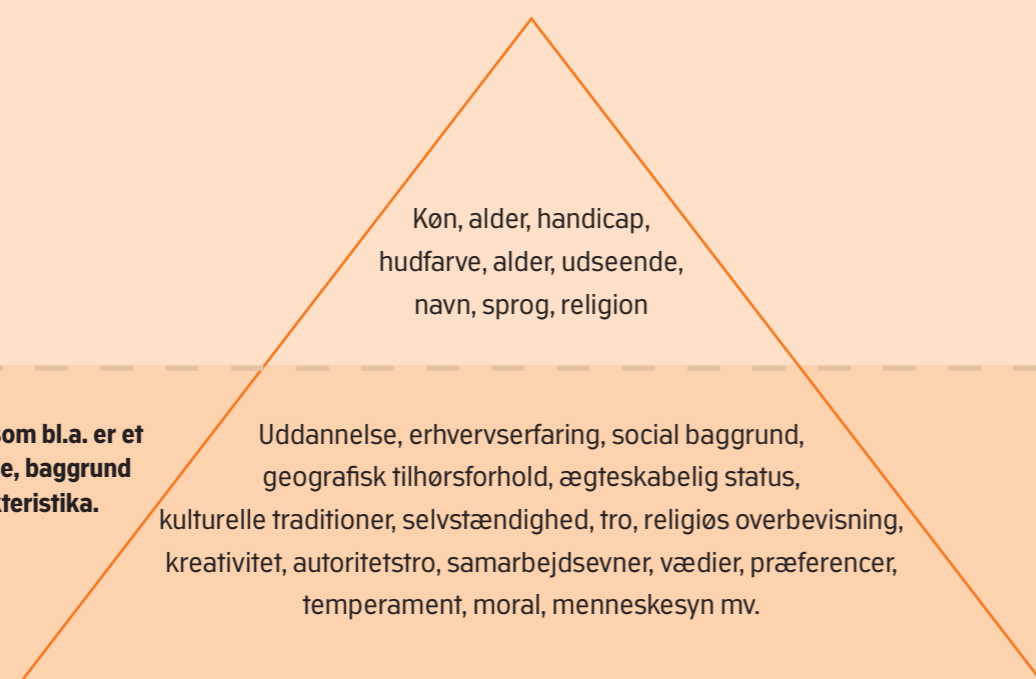 Køn, alder, handicap,
hudfarve, alder, udseende,
navn, sprog, religion
som bl.a. er et
e, baggrund
kteristika.
Uddannelse, erhvervserfaring, social baggrund,
geografisk tilhørsforhold, ægteskabelig status,
kulturelle traditioner, selvstændighed, tro, religiøs overbevisning,
kreativitet, autoritetstro, samarbejdsevner, vædier, præferencer,
temperament, moral, menneskesyn mv.